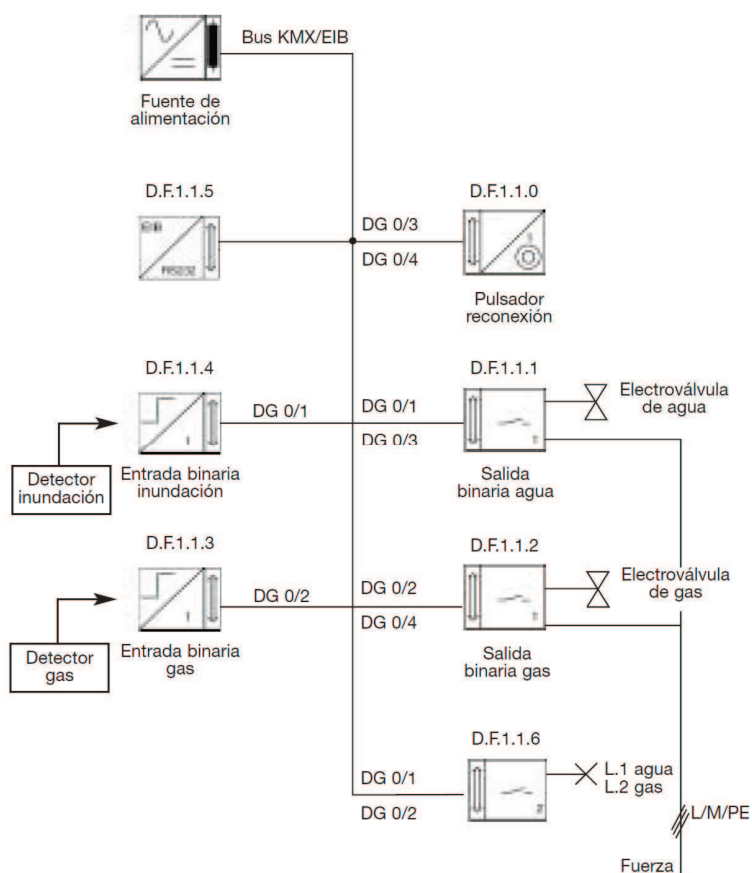 Bus KMX/EIB
Fuente de
alimentación
D.F.1.1.5
EIB
RS232
DG 0/3
DG 0/4
D.F.1.1.0
Pulsador
reconexión
D.F.1.1.4
1
Detector
inundación
Entrada binaria
inundación
DG 0/1
DG 0/1
DG 0/3
D.F.1.1.1
Electroválvula
de agua
Salida
binaria agua
D.F.1.1.3
1
Detector
gas
Entrada binaria
gas
DG 0/2
DG 0/2
DG 0/4
D.F.1.1.2
Electroválvula
de gas
Salida
binaria gas
D.F.1.1.6
DG 0/1
DG 0/2
2
L.1 agua
L.2 gas
L/M/PE
Fuerza